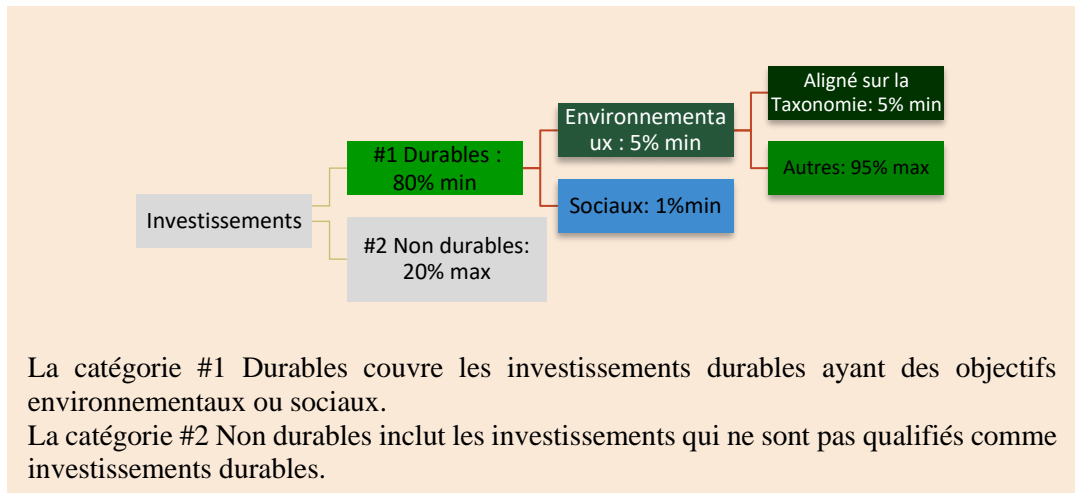 Aligné sur la
Taxonomie: 5% min
Environnementa
ux : 5% min
#1 Durables :
80% min
Autres: 95% max
Sociaux: 1%min
Investissements
#2 Non durables:
20% max
La catégorie #1 Durables couvre les investissements durables ayant des objectifs
environnementaux ou sociaux.
La catégorie #2 Non durables inclut les investissements qui ne sont pas qualifiés comme
investissements durables.